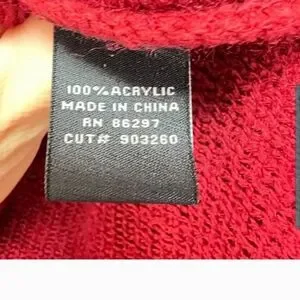 100% ACRYLIC
MADE IN CHINA
RN 86297
CUT# 903260